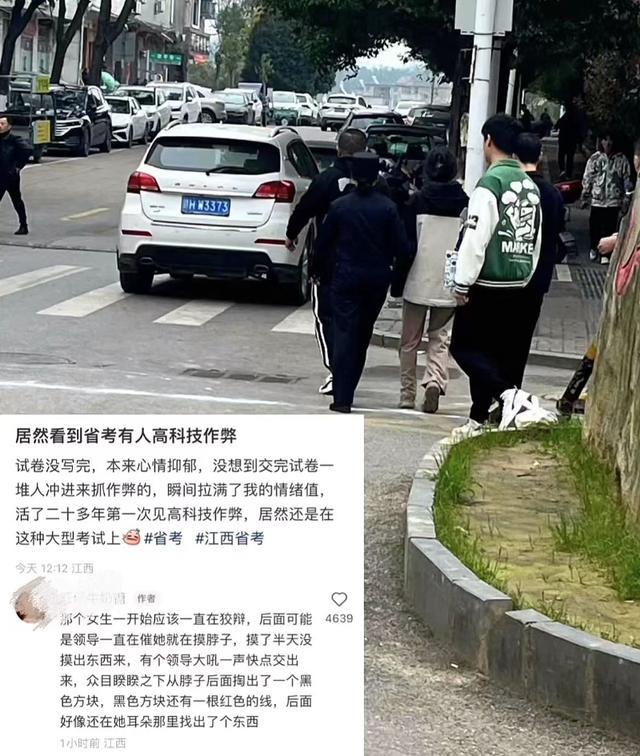 居然看到省考有人高科技作弊
试卷没写完，本来心情抑郁，没想到交完试卷一
堆人冲进来抓作弊的，瞬间拉满了我的情绪值，
活了二十多年第一次见高科技作弊，居然还是在
这种大型考试上 #省考 #江西省考
今天 12:12 江西
牛奶酱 作者
那个女生一开始应该一直在狡辩，后面可能
是领导一直在催她就在摸脖子，摸了半天没
摸出东西来，有个领导大吼一声快点交出
来，众目睽睽之下从脖子后面掏出了一个黑
色方块，黑色方块还有一根红色的线，后面
好像还在她耳朵那里找出了个东西
4639
1小时前 江西